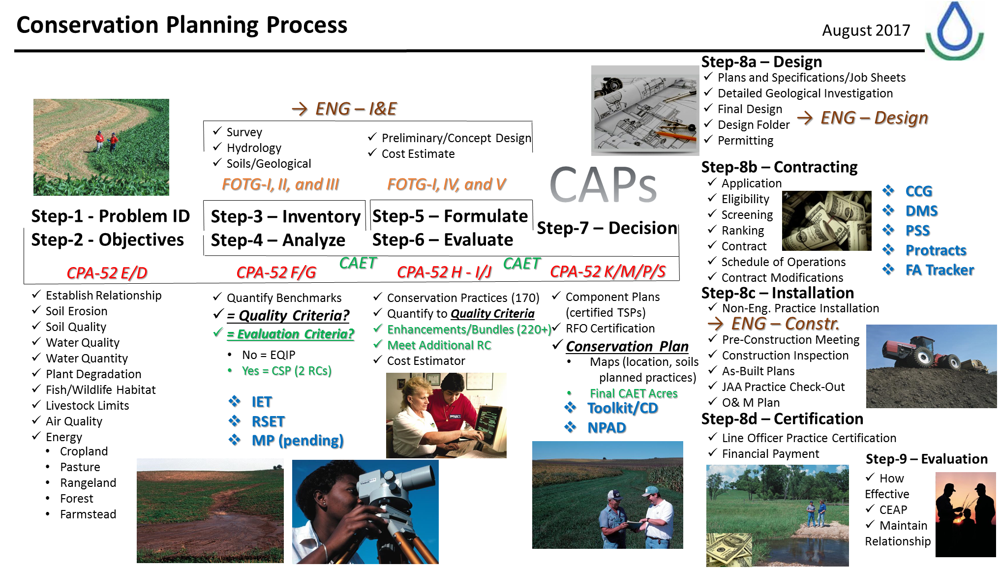 Conservation Planning Process
August 2017
→ ENG – I&E
✓ Survey
✓ Hydrology
✓ Soils/Geological
✓ Preliminary/Concept Design
✓ Cost Estimate
FOTG-I, II, and III
FOTG-I, IV, and V
CAPs
Step-1 - Problem ID
Step-2 - Objectives
Step-3 – Inventory
Step-4 – Analyze
Step-5 – Formulate
Step-6 – Evaluate
Step-7 – Decision
CAET
CAET
CPA-52 E/D
CPA-52 F/G
CPA-52 H - I/J
CPA-52 K/M/P/S
✓ Establish Relationship
✓ Soil Erosion
✓ Soil Quality
✓ Water Quality
✓ Water Quantity
✓ Plant Degradation
✓ Fish/Wildlife Habitat
✓ Livestock Limits
✓ Air Quality
✓ Energy
• Cropland
• Pasture
• Rangeland
• Forest
• Farmstead
✓ Quantify Benchmarks
✓ = Quality Criteria?
✓ = Evaluation Criteria?
• No = EQIP
• Yes = CSP (2 RCs)
❖ IET
❖ RSET
❖ MP (pending)
✓ Conservation Practices (170)
✓ Quantify to Quality Criteria
✓ Enhancements/Bundles (220+)
✓ Meet Additional RC
✓ Cost Estimator
NRCS
✓ Component Plans
(certified TSPs)
✓ RFO Certification
✓ Conservation Plan
• Maps (location, soils
planned practices)
• Final CAET Acres
❖ Toolkit/CD
❖ NPAD
Step-8a – Design
✓ Plans and Specifications/Job Sheets
✓ Detailed Geological Investigation
✓ Final Design
✓ Design Folder
✓ Permitting
→ ENG – Design
Step-8b – Contracting
✓ Application
✓ Eligibility
✓ Screening
✓ Ranking
✓ Contract
✓ Schedule of Operations
✓ Contract Modifications
❖ CCG
❖ DMS
❖ PSS
❖ Protracts
❖ FA Tracker
Step-8c – Installation
✓ Non-Eng. Practice Installation
→ ENG – Constr.
✓ Pre-Construction Meeting
✓ Construction Inspection
✓ As-Built Plans
✓ JAA Practice Check-Out
✓ O& M Plan
Step-8d – Certification
✓ Line Officer Practice Certification
✓ Financial Payment
Step-9 – Evaluation
✓ How
Effective
✓ CEAP
✓ Maintain
Relationship